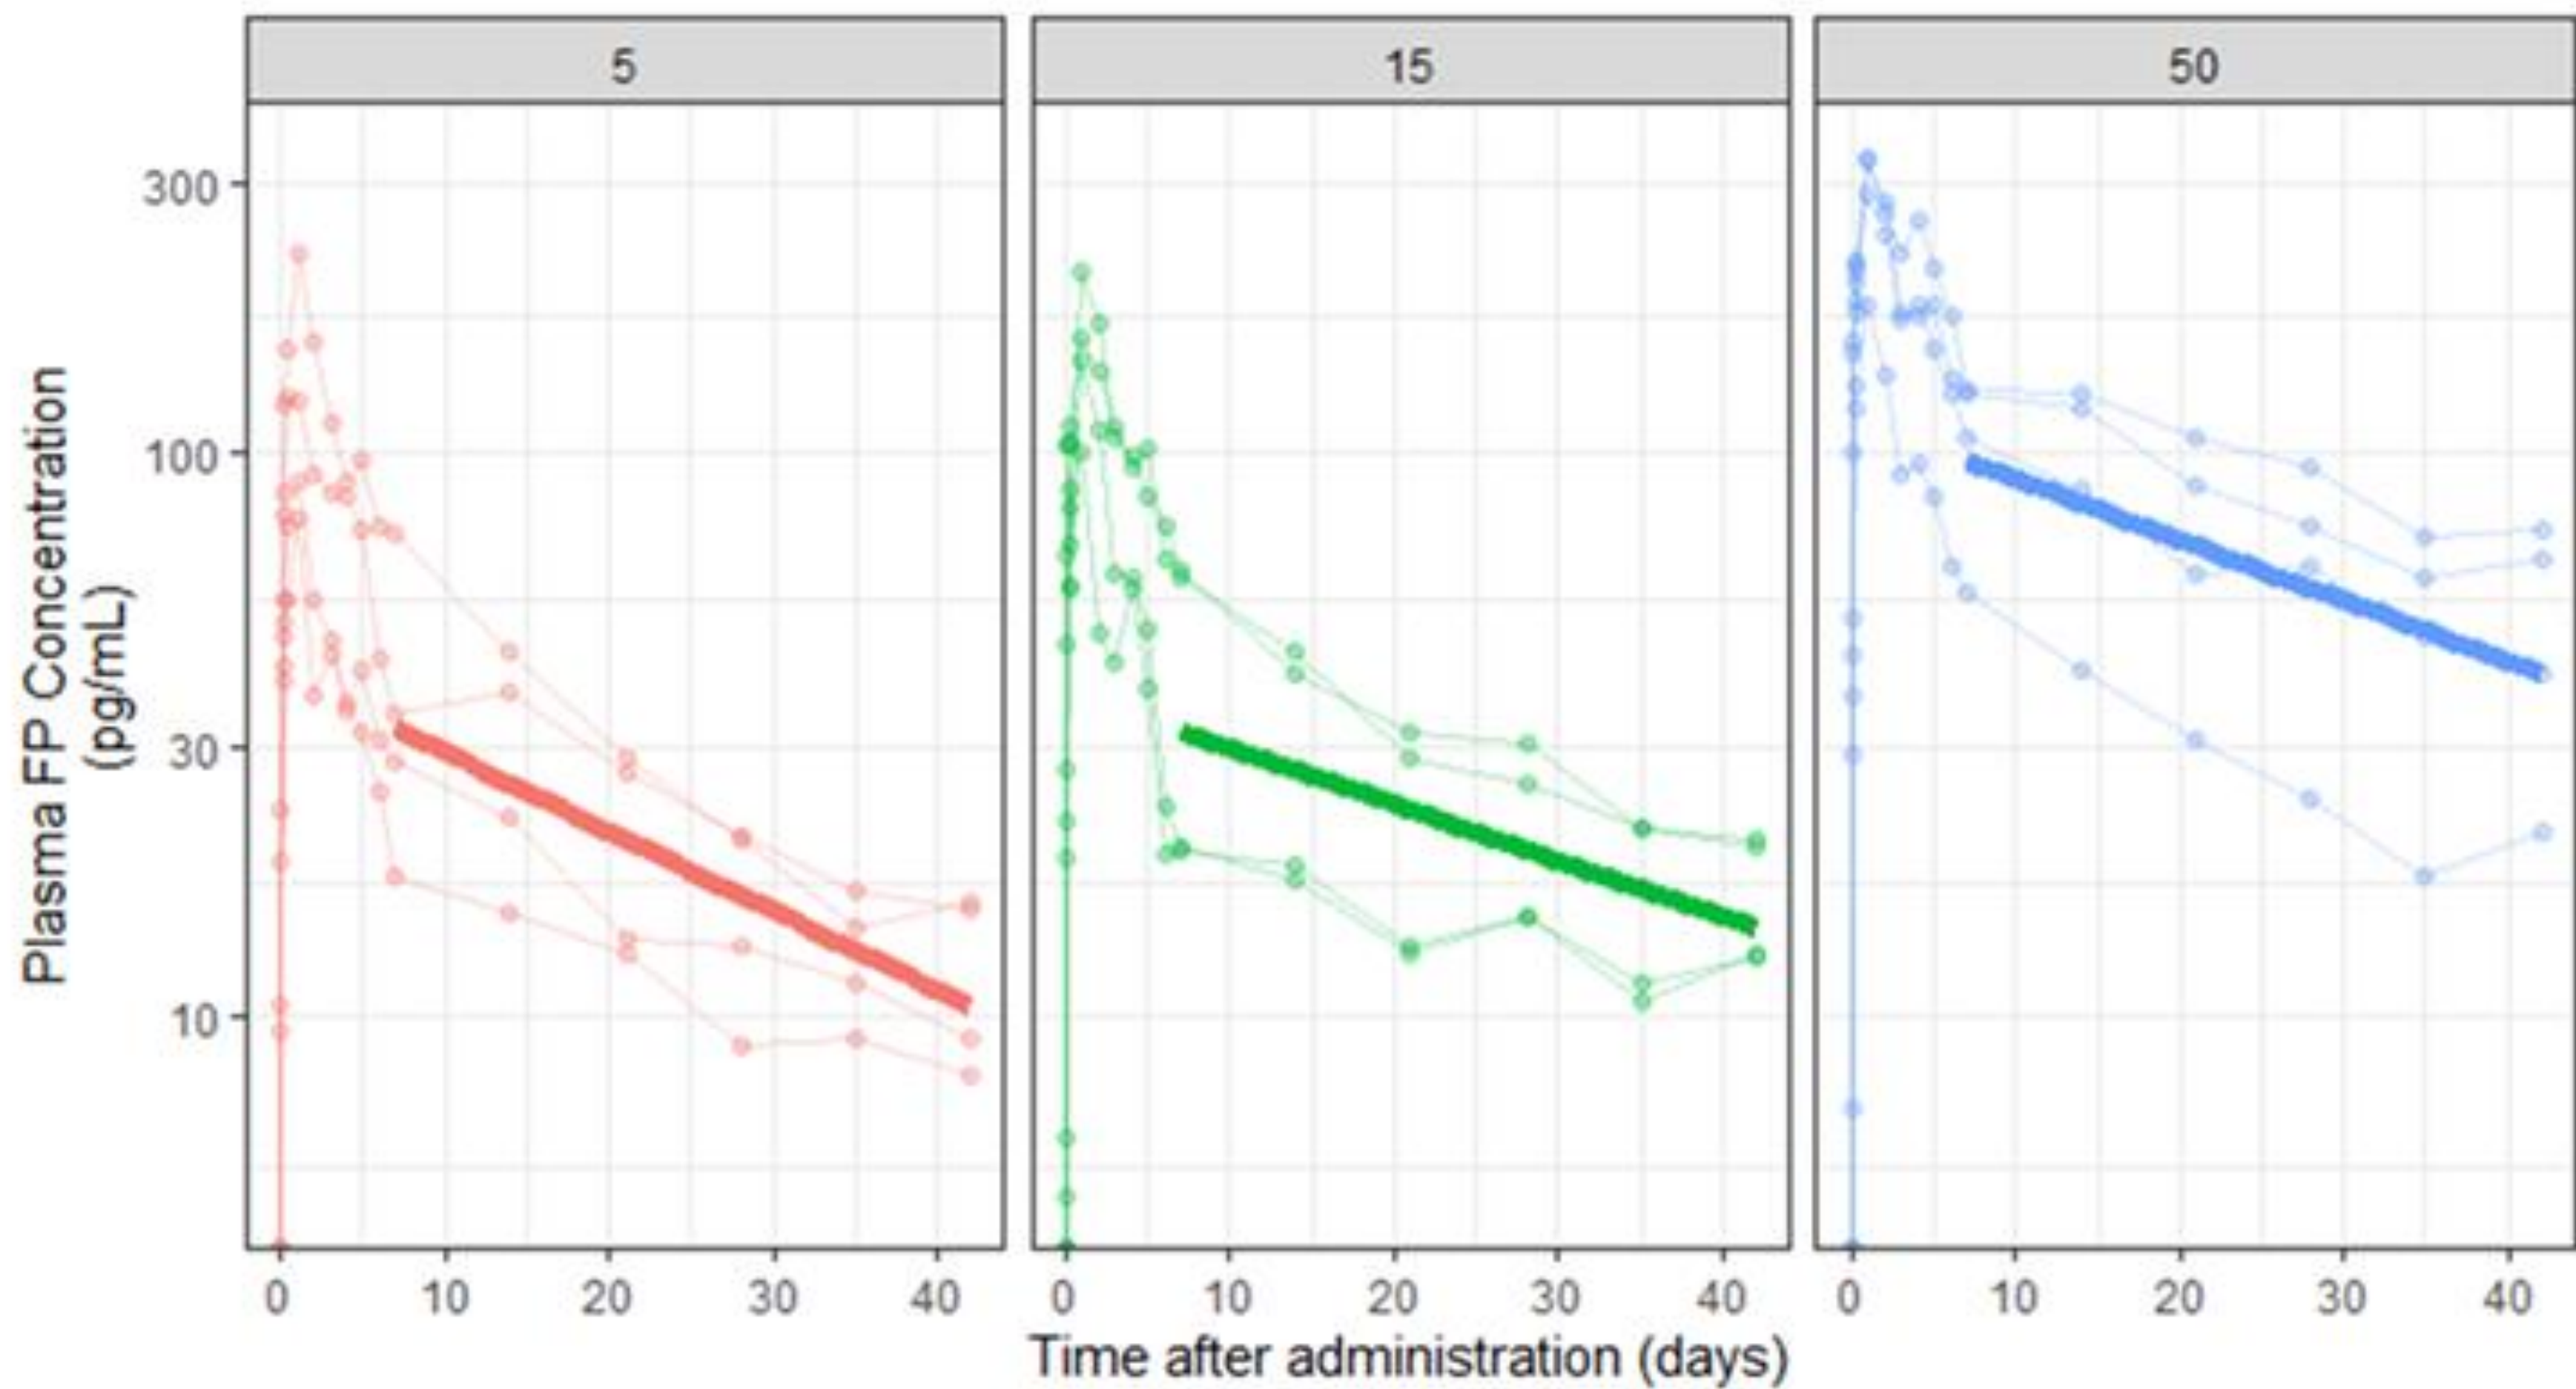 5 15 50
Plasma FP Concentration
(pg/mL)
300
100
30
10
0 10 20 30 40 0 10 20 30 40 0 10 20 30 40
Time after administration (days)